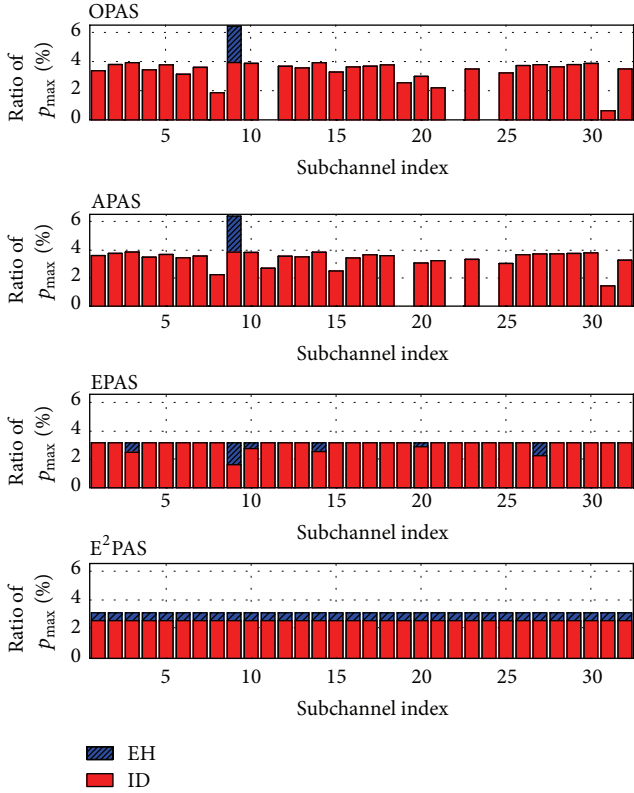 OPAS
Ratio of
p_max (%)
6
4
2
0
5 10 15 20 25 30
Subchannel index
APAS
Ratio of
p_max (%)
6
4
2
0
5 10 15 20 25 30
Subchannel index
EPAS
Ratio of
p_max (%)
6
4
2
0
5 10 15 20 25 30
Subchannel index
E²PAS
Ratio of
p_max (%)
6
4
2
0
5 10 15 20 25 30
Subchannel index
EH
ID